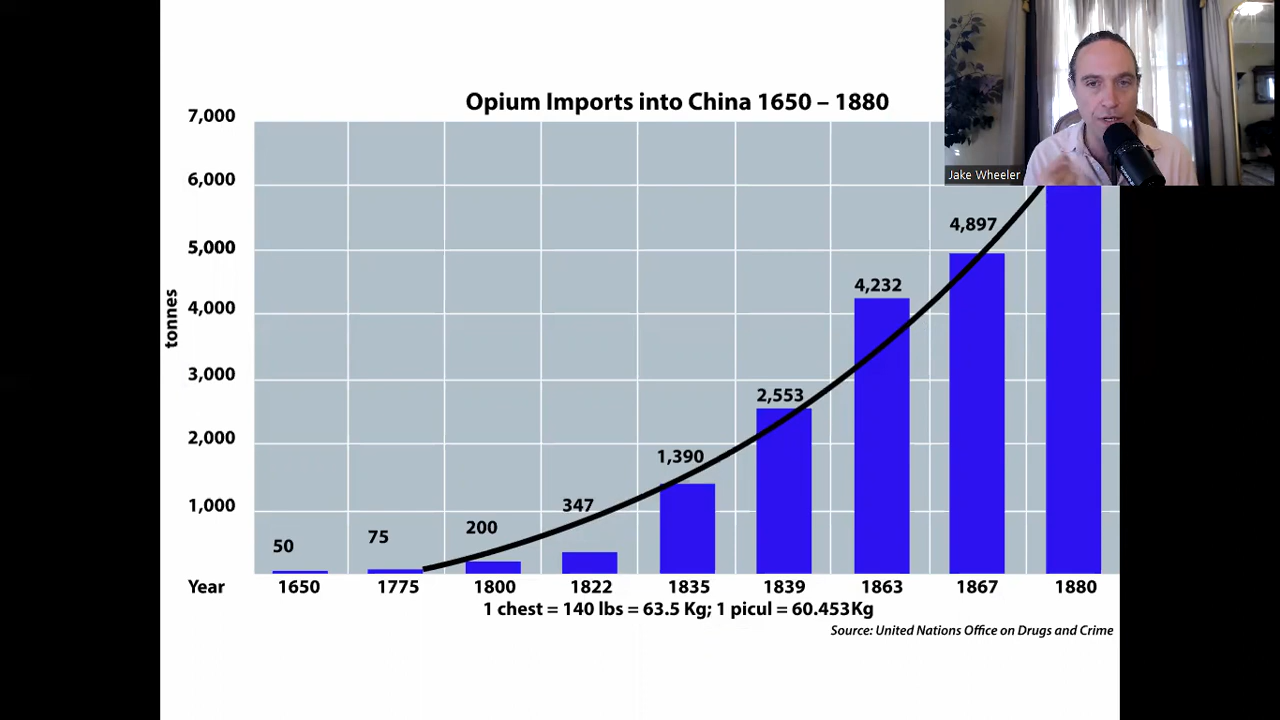 Opium Imports into China 1650 – 1880
Jake Wheeler
7,000
6,000
5,000
4,000
3,000
2,000
1,000
tonnes
50
75
200
347
1,390
2,553
4,232
4,897
Year 1650 1775 1800 1822 1835 1839 1863 1867 1880
1 chest = 140 lbs = 63.5 Kg; 1 picul = 60.453Kg
Source: United Nations Office on Drugs and Crime